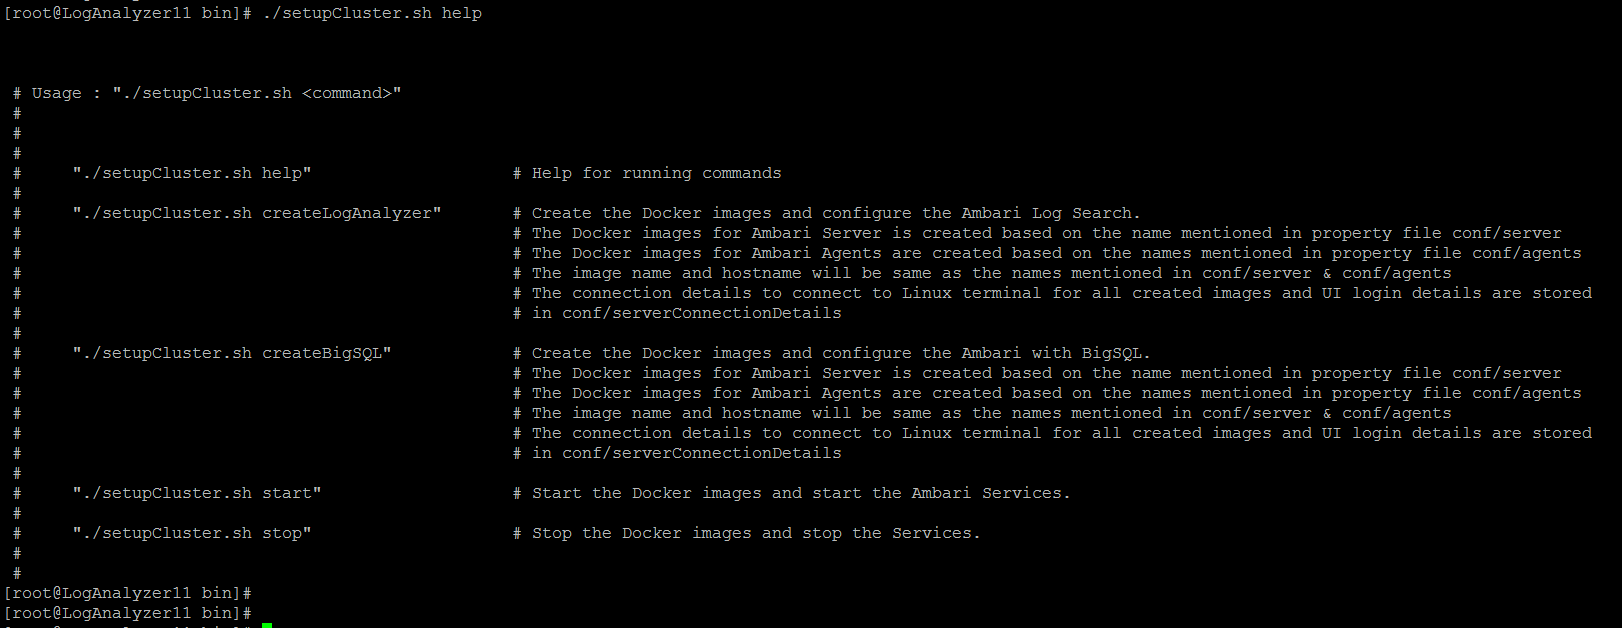 [root@LogAnalyzer11 bin]# ./setupCluster.sh help
# Usage : "./setupCluster.sh <command>"
#
#
#
# "./setupCluster.sh help" # Help for running commands
#
# "./setupCluster.sh createLogAnalyzer" # Create the Docker images and configure the Ambari Log Search.
# # The Docker images for Ambari Server is created based on the name mentioned in property file conf/server
# # The Docker images for Ambari Agents are created based on the names mentioned in property file conf/agents
# # The image name and hostname will be same as the names mentioned in conf/server & conf/agents
# # The connection details to connect to Linux terminal for all created images and UI login details are stored
# # in conf/serverConnectionDetails
#
# "./setupCluster.sh createBigSQL" # Create the Docker images and configure the Ambari with BigSQL.
# # The Docker images for Ambari Server is created based on the name mentioned in property file conf/server
# # The Docker images for Ambari Agents are created based on the names mentioned in property file conf/agents
# # The image name and hostname will be same as the names mentioned in conf/server & conf/agents
# # The connection details to connect to Linux terminal for all created images and UI login details are stored
# # in conf/serverConnectionDetails
#
# "./setupCluster.sh start" # Start the Docker images and start the Ambari Services.
#
# "./setupCluster.sh stop" # Stop the Docker images and stop the Services.
#
#
[root@LogAnalyzer11 bin]#
[root@LogAnalyzer11 bin]#